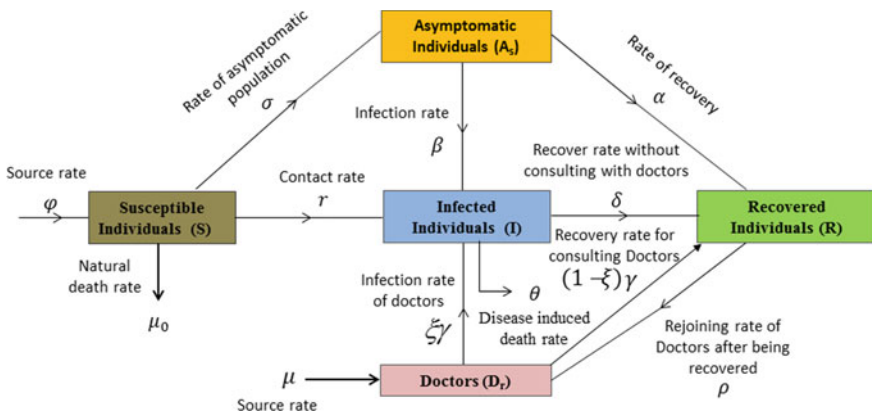 Asymptomatic
Individuals (Aₛ)
Rate of asymptomatic
population
σ
Rate of recovery
α
Infection rate
β
Recover rate without
consulting with doctors
δ
Source rate
φ
Susceptible
Individuals (S)
Contact rate
r
Infected
Individuals (I)
Recovered
Individuals (R)
Natural
death rate
μ₀
Infection rate
of doctors
ξγ
θ
Disease induced
death rate
Recovery rate for
consulting Doctors
(1 −ξ) γ
Rejoining rate of
Doctors after being
recovered
ρ
μ
Source rate
Doctors (Dᵣ)